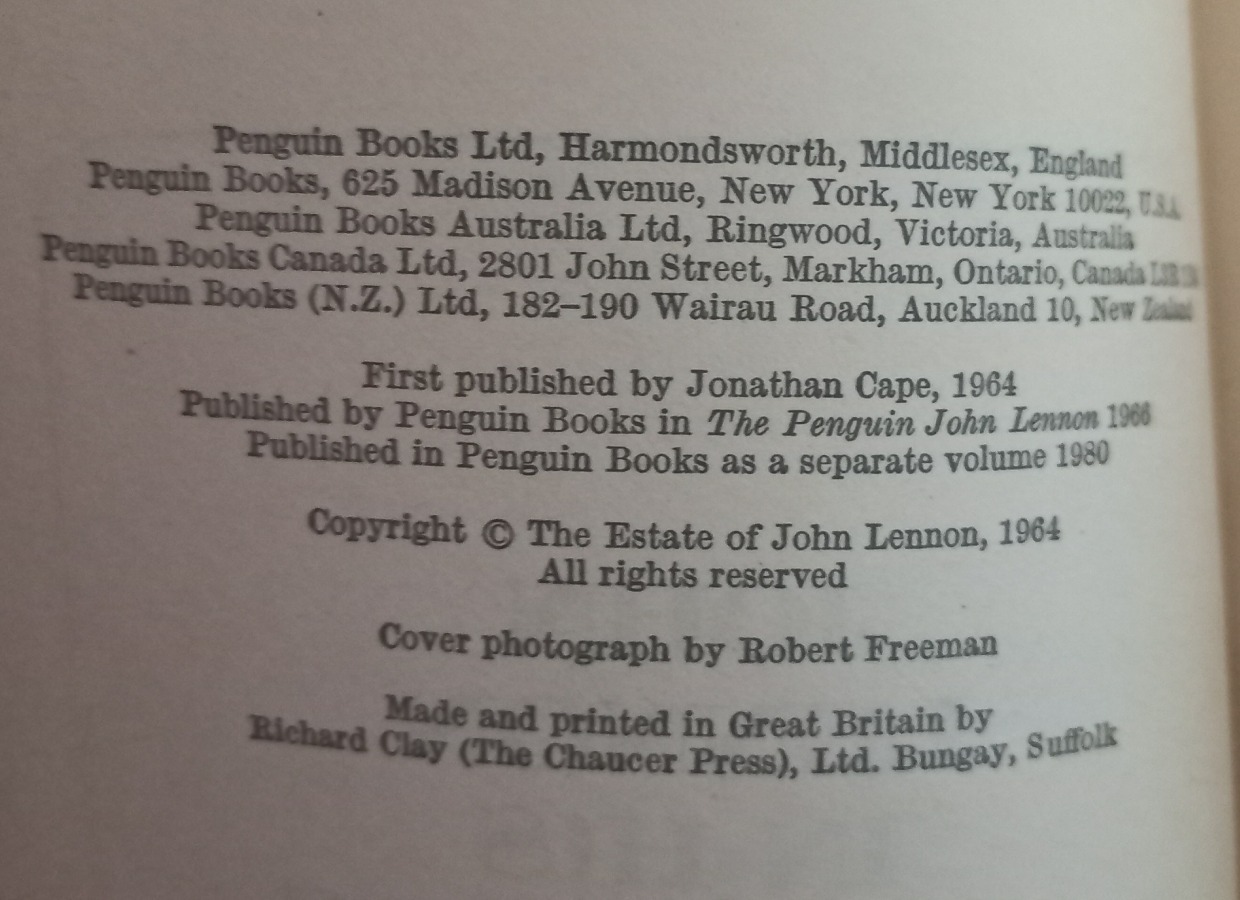 Penguin Books Ltd, Harmondsworth, Middlesex, England
Penguin Books, 625 Madison Avenue, New York, New York 10022, U.S.A.
Penguin Books Australia Ltd, Ringwood, Victoria, Australia
Penguin Books Canada Ltd, 2801 John Street, Markham, Ontario, Canada
Penguin Books (N.Z.) Ltd, 182–190 Wairau Road, Auckland 10, New Zealand
First published by Jonathan Cape, 1964
Published by Penguin Books in The Penguin John Lennon 1966
Published in Penguin Books as a separate volume 1980
Copyright © The Estate of John Lennon, 1964
All rights reserved
Cover photograph by Robert Freeman
Made and printed in Great Britain by
Richard Clay (The Chaucer Press), Ltd. Bungay, Suffolk